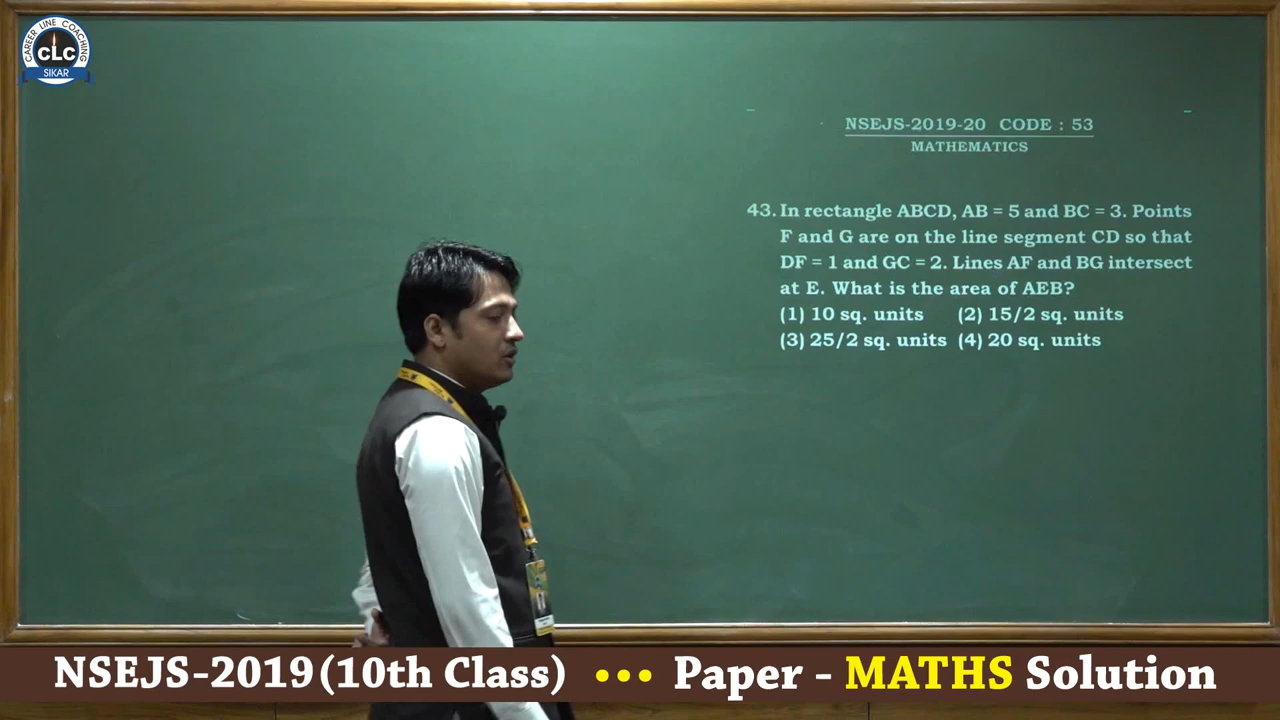 CAREER LINE COACHING
CLC
SIKAR
NSEJS-2019-20 CODE : 53
MATHEMATICS
43. In rectangle ABCD, AB = 5 and BC = 3. Points
F and G are on the line segment CD so that
DF = 1 and GC = 2. Lines AF and BG intersect
at E. What is the area of AEB?
(1) 10 sq. units (2) 15/2 sq. units
(3) 25/2 sq. units (4) 20 sq. units
NSEJS-2019(10th Class) ••• Paper - MATHS Solution